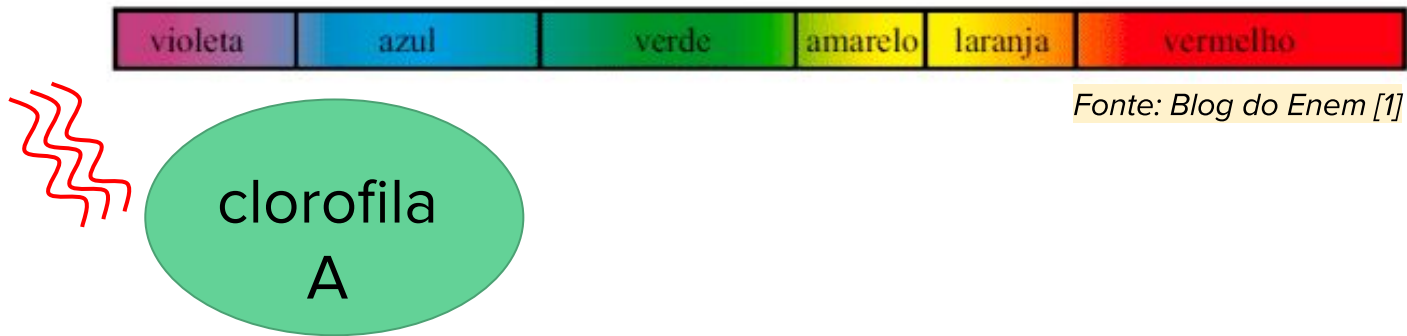 violeta azul verde amarelo laranja vermelho
Fonte: Blog do Enem [1]
clorofila
A